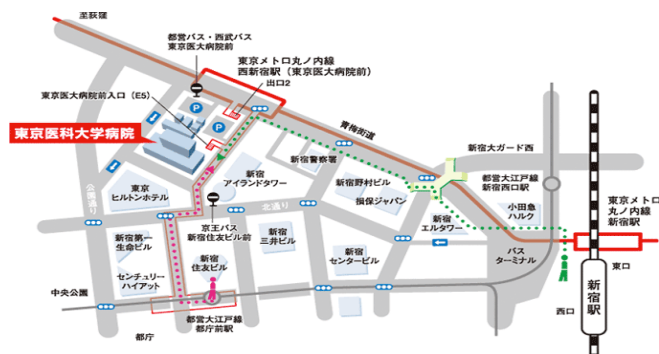 至荻窪
都営バス・西武バス
東京医大病院前
東京メトロ丸ノ内線
西新宿駅（東京医大病院前）
出口2
東京医大病院前入口（E5）
P
P
東京医科大学病院
青梅街道
新宿大ガード西
新宿警察署
都営大江戸線
新宿西口駅
新宿
アイランドタワー
新宿野村ビル
損保ジャパン
東京
ヒルトンホテル
公園通り
北通り
小田急
ハルク
東京メトロ
丸ノ内線
新宿駅
京王バス
新宿住友ビル前
新宿
三井ビル
新宿
エルタワー
新宿第一
生命ビル
新宿
センタービル
バス
ターミナル
東口
新宿
住友ビル
センチュリー
ハイアット
新宿駅
西口
中央公園
都営大江戸線
都庁前駅
都庁